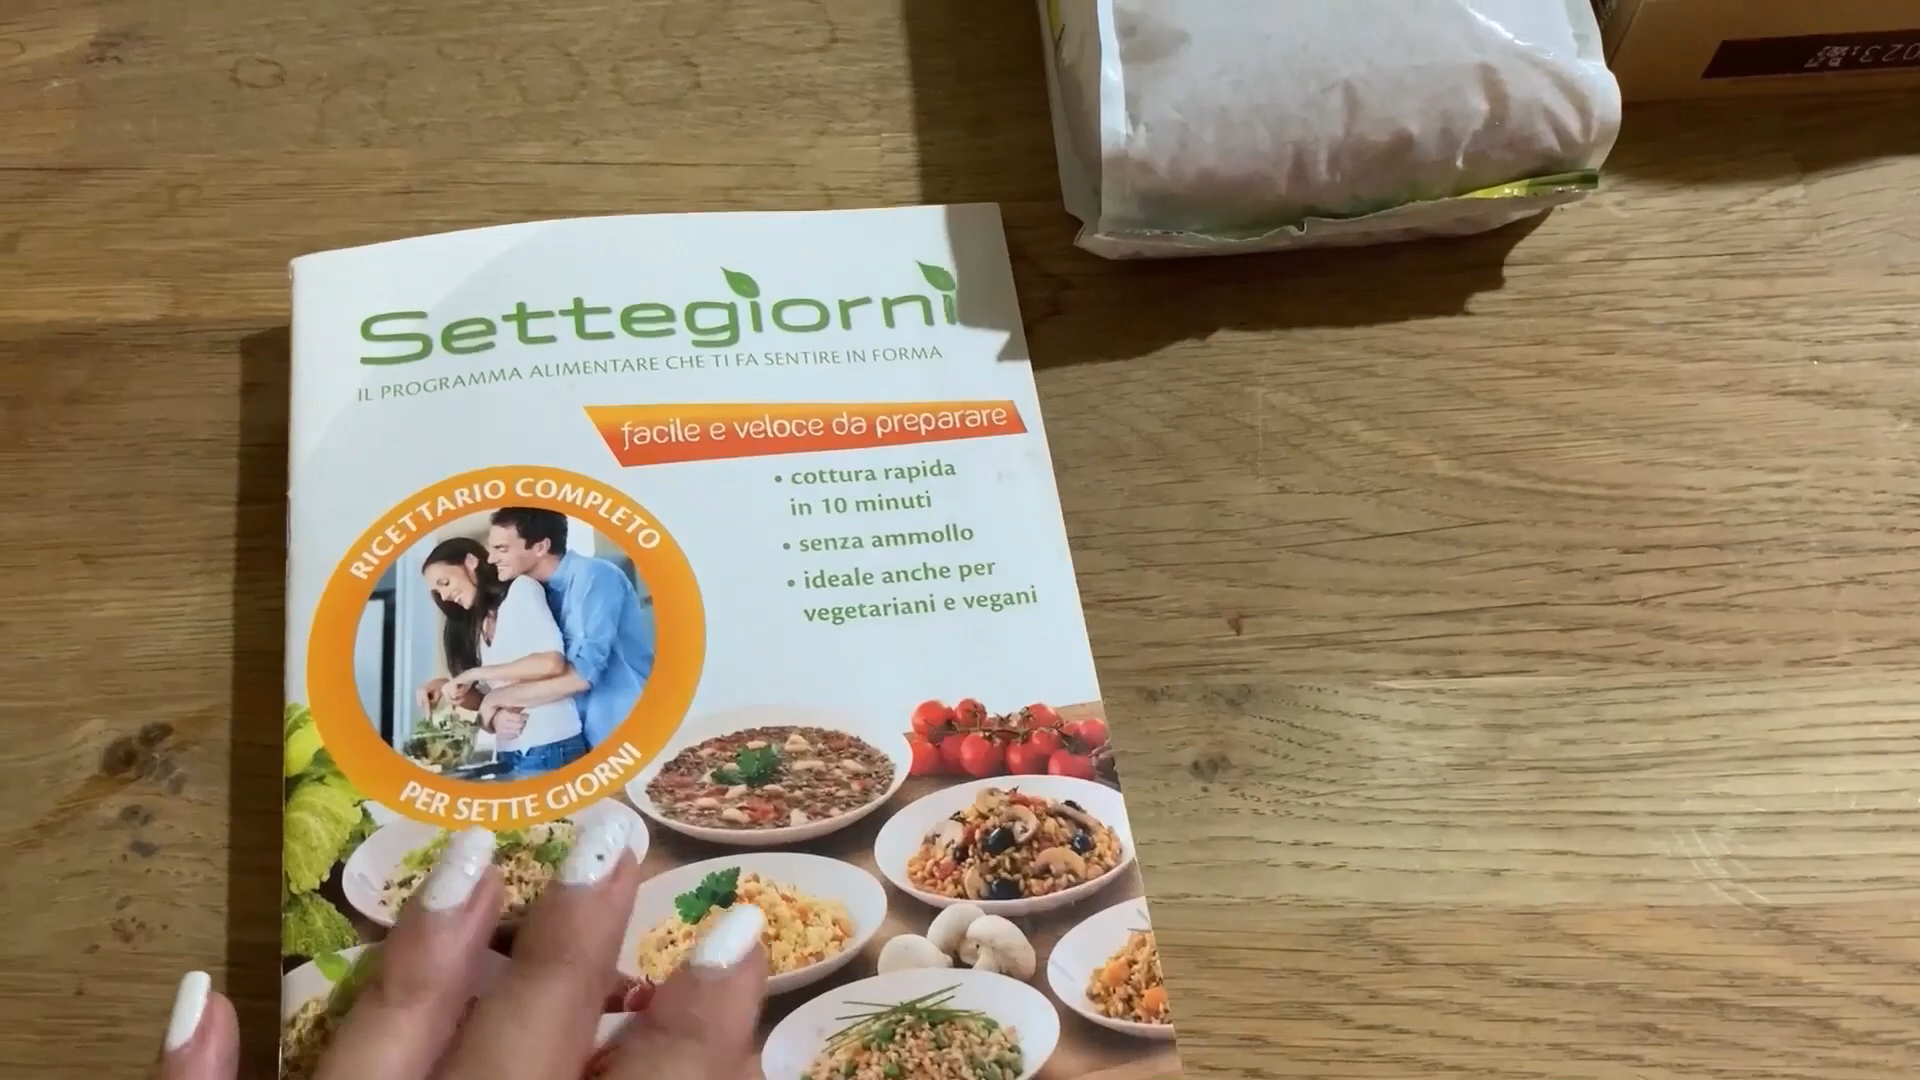 Settegiorni
IL PROGRAMMA ALIMENTARE CHE TI FA SENTIRE IN FORMA
facile e veloce da preparare
• cottura rapida
in 10 minuti
• senza ammollo
• ideale anche per
vegetariani e vegani
RICETTARIO COMPLETO
PER SETTE GIORNI